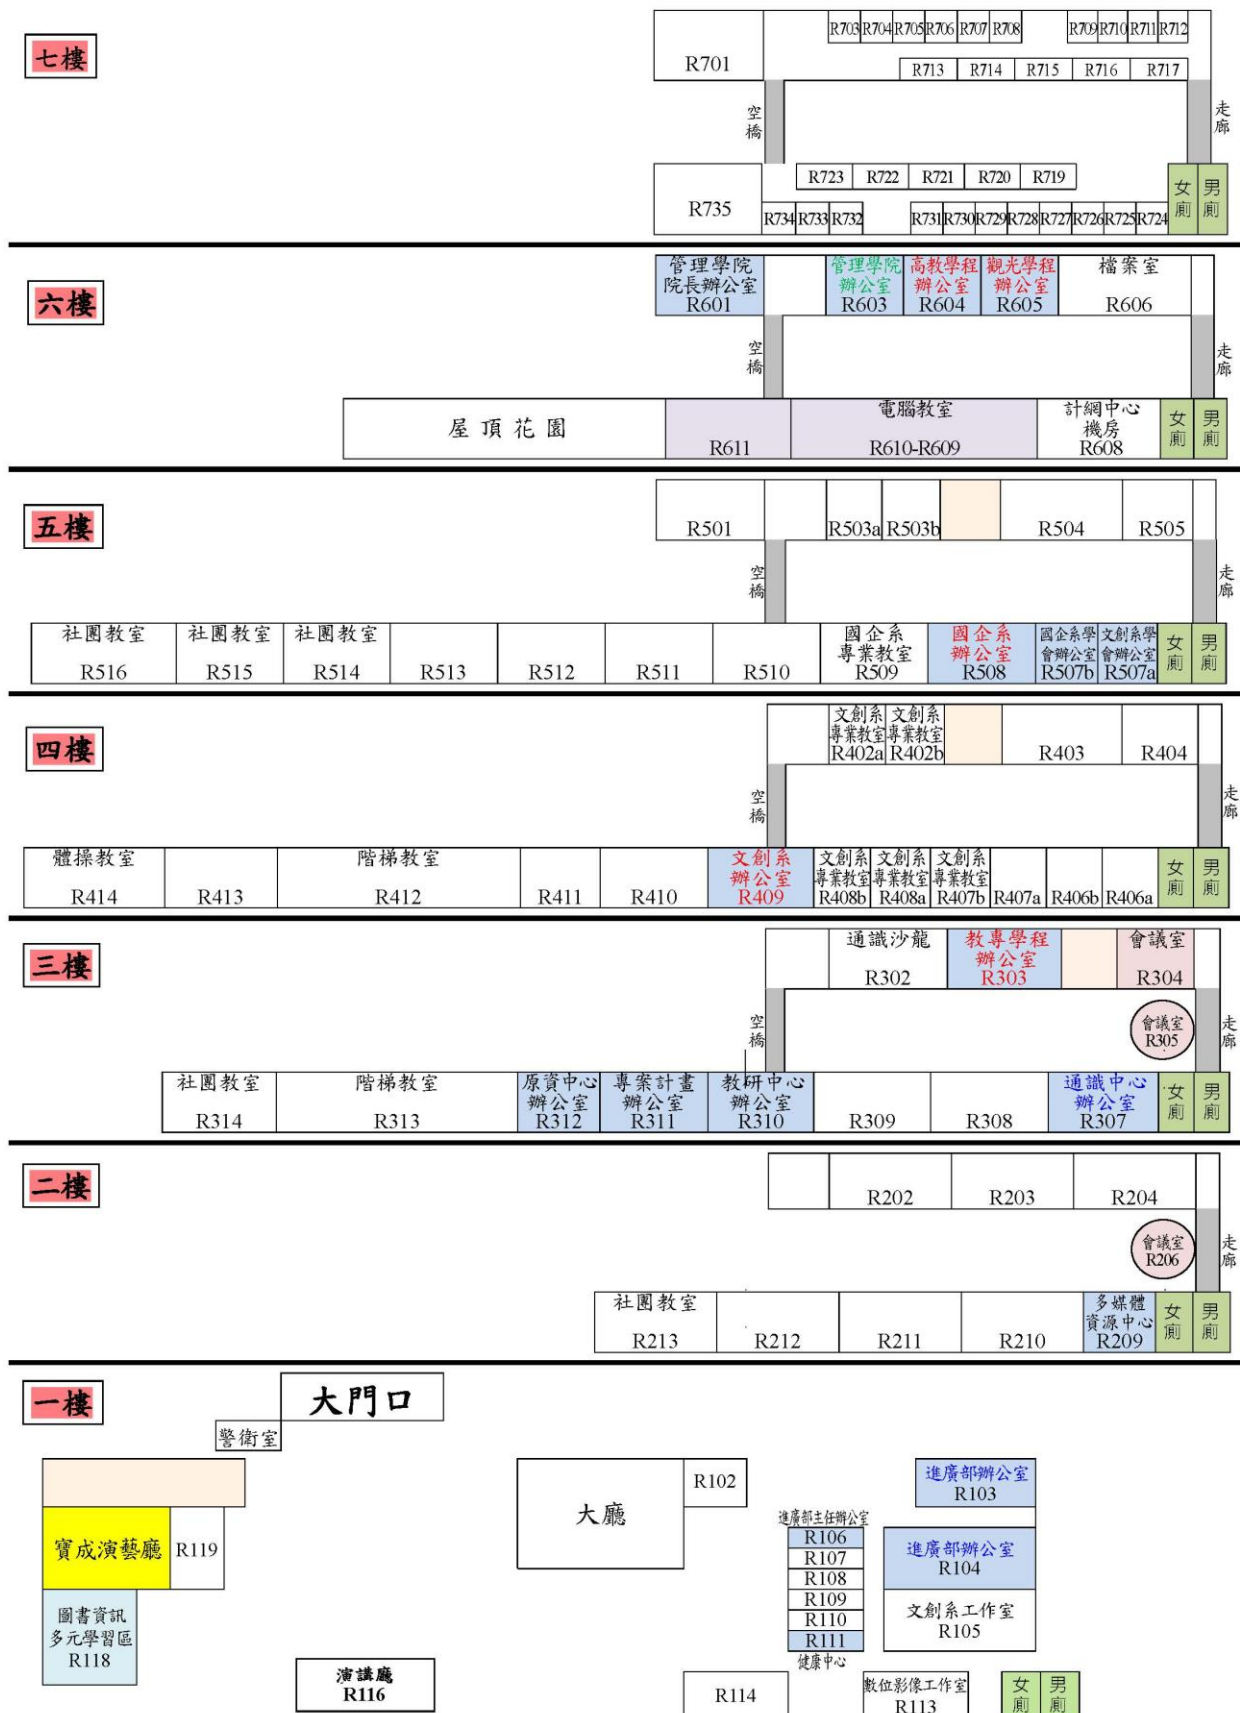 七樓
R701
R703
R704
R705
R706
R707
R708
R709
R710
R711
R712
R713
R714
R715
R716
R717
空橋
走廊
R735
R723
R722
R721
R720
R719
R734
R733
R732
R731
R730
R729
R728
R727
R726
R725
R724
女廁
男廁
六樓
管理學院
院長辦公室
R601
管理學院
辦公室
R603
高教學程
辦公室
R604
觀光學程
辦公室
R605
檔案室
R606
空橋
走廊
屋頂花園
R611
電腦教室
R610-R609
計網中心
機房
R608
女廁
男廁
五樓
R501
R503a
R503b
R504
R505
空橋
走廊
社團教室
R516
社團教室
R515
社團教室
R514
R513
R512
R511
R510
國企系
專業教室
R509
國企系
辦公室
R508
國企系學
會辦公室
R507b
文創系學
會辦公室
R507a
女廁
男廁
四樓
文創系
專業教室
R402a
文創系
專業教室
R402b
R403
R404
空橋
走廊
體操教室
R414
R413
階梯教室
R412
R411
R410
文創系
辦公室
R409
文創系
專業教室
R408b
文創系
專業教室
R408a
文創系
專業教室
R407b
R407a
R406b
R406a
女廁
男廁
三樓
通識沙龍
R302
教專學程
辦公室
R303
會議室
R304
會議室
R305
空橋
走廊
社團教室
R314
階梯教室
R313
原資中心
辦公室
R312
專案計畫
辦公室
R311
教研中心
辦公室
R310
R309
R308
通識中心
辦公室
R307
女廁
男廁
二樓
R202
R203
R204
會議室
R206
走廊
社團教室
R213
R212
R211
R210
多媒體
資源中心
R209
女廁
男廁
一樓
大門口
警衛室
寶成演藝廳
R119
圖書資訊
多元學習區
R118
演講廳
R116
大廳
R102
進廣部辦公室
R103
進廣部主任辦公室
R106
R107
R108
R109
R110
R111
健康中心
進廣部辦公室
R104
文創系工作室
R105
R114
數位影像工作室
R113
女廁
男廁